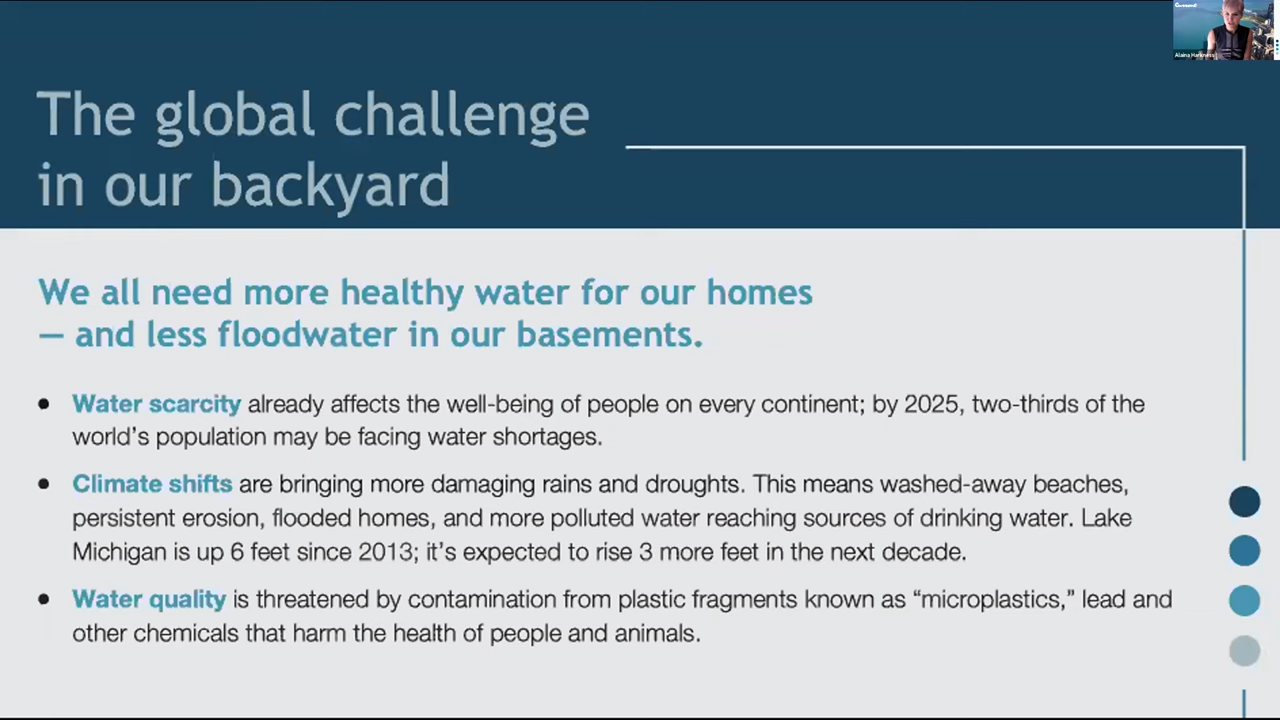 The global challenge
in our backyard
We all need more healthy water for our homes
— and less floodwater in our basements.
• Water scarcity already affects the well-being of people on every continent; by 2025, two-thirds of the
world’s population may be facing water shortages.
• Climate shifts are bringing more damaging rains and droughts. This means washed-away beaches,
persistent erosion, flooded homes, and more polluted water reaching sources of drinking water. Lake
Michigan is up 6 feet since 2013; it’s expected to rise 3 more feet in the next decade.
• Water quality is threatened by contamination from plastic fragments known as “microplastics,” lead and
other chemicals that harm the health of people and animals.